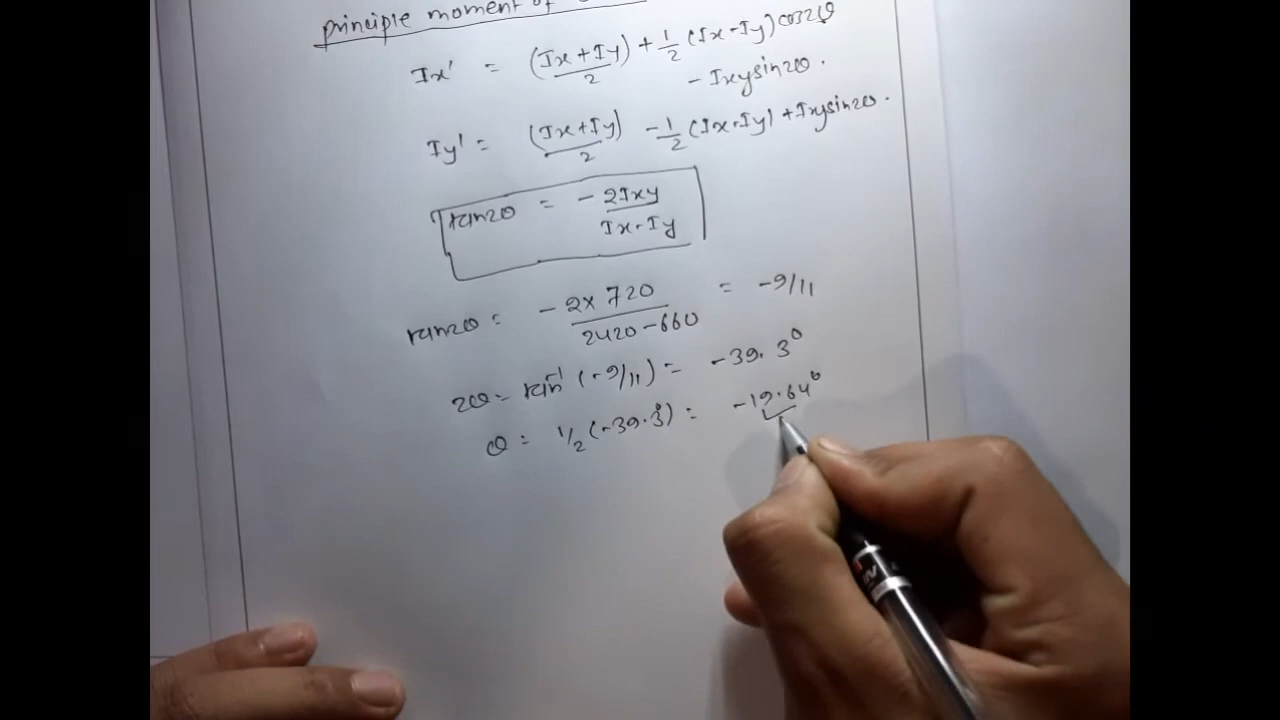 principle moment of
Ix' = (Ix+Iy)/2 + 1/2 (Ix-Iy) cos2θ
- Ixysin2θ.
Iy' = (Ix+Iy)/2 - 1/2 (Ix-Iy) + Ixysin2θ.
tan2θ = - 2Ixy/Ix-Iy
tan2θ = - 2x720/2420-660 = -9/11
2θ = tan⁻¹ (-9/11) = -39.3°
θ = 1/2 (-39.3°) = -19.64°